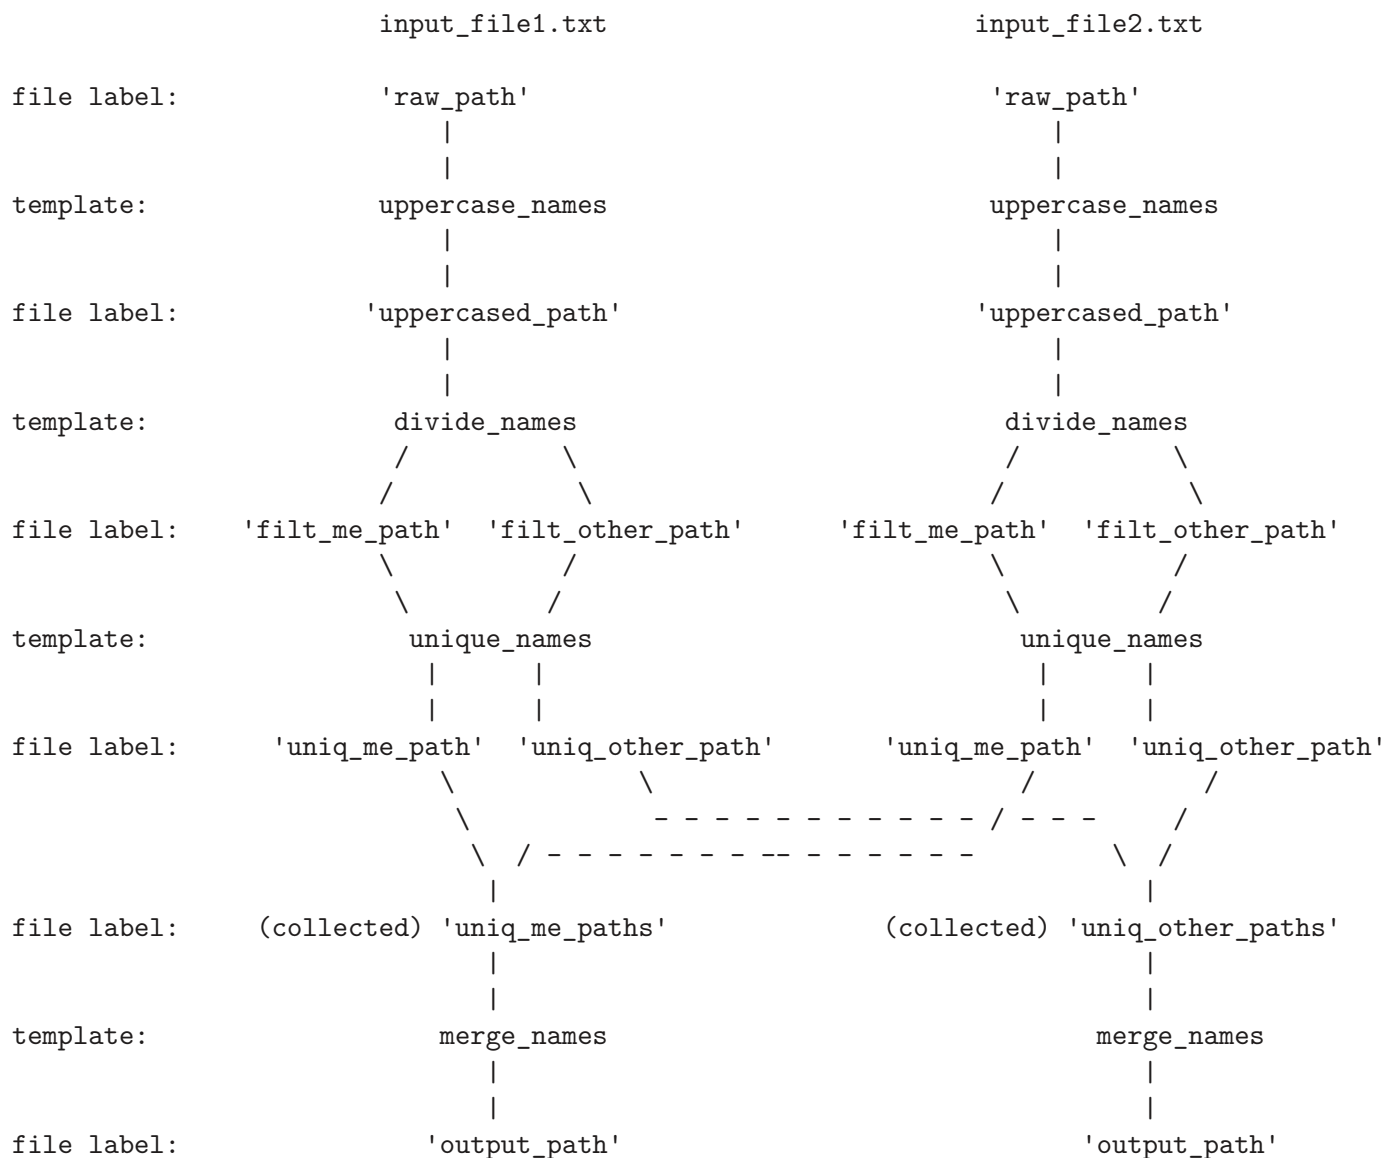 input_file1.txt input_file2.txt
file label: 'raw_path' 'raw_path'
| |
| |
template: uppercase_names uppercase_names
| |
| |
file label: 'uppercased_path' 'uppercased_path'
| |
| |
template: divide_names divide_names
/ \ / \
/ \ / \
file label: 'filt_me_path' 'filt_other_path' 'filt_me_path' 'filt_other_path'
\ / \ /
\ / \ /
template: unique_names unique_names
| | | |
| | | |
file label: 'uniq_me_path' 'uniq_other_path' 'uniq_me_path' 'uniq_other_path'
\ \ / /
\ - - - - - - - - - - - / - - - /
\ / - - - - - - - -- - - - - - - \ /
| |
file label: (collected) 'uniq_me_paths' (collected) 'uniq_other_paths'
| |
| |
template: merge_names merge_names
| |
| |
file label: 'output_path' 'output_path'